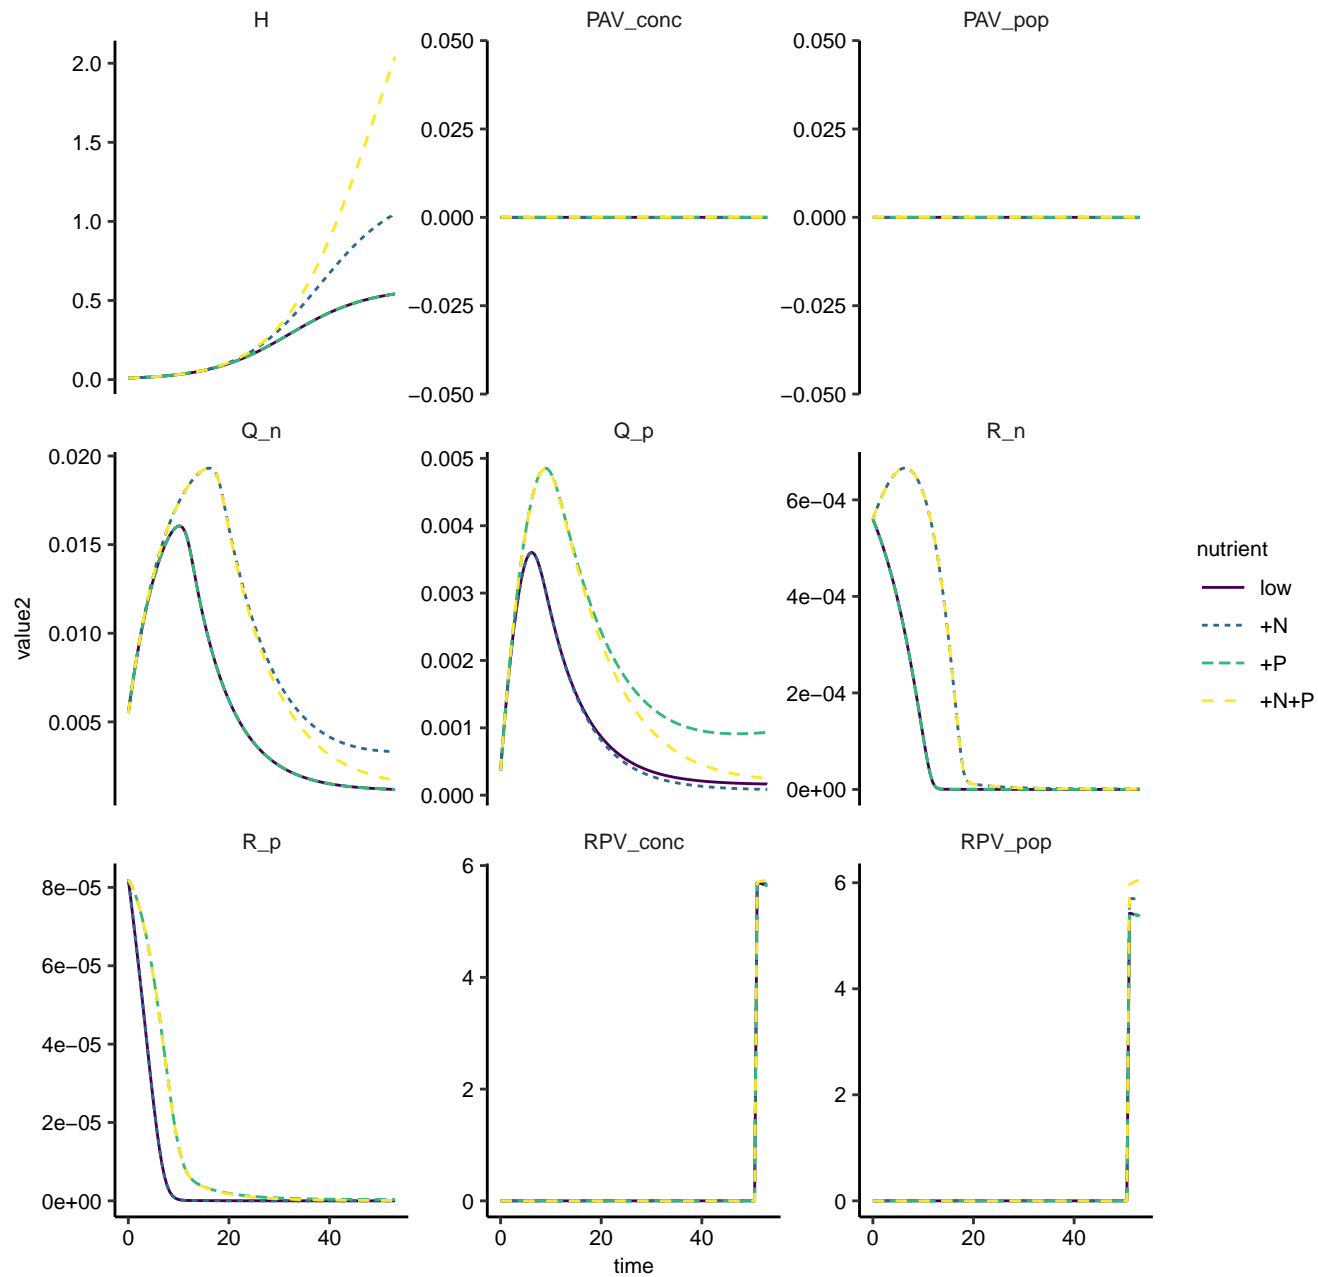 H
PAV_conc
PAV_pop
2.0
1.5
1.0
0.5
0.0
0.050
0.025
0.000
−0.025
−0.050
0.050
0.025
0.000
−0.025
−0.050
Q_n
Q_p
R_n
0.020
0.015
0.010
0.005
0.005
0.004
0.003
0.002
0.001
0.000
6e−04
4e−04
2e−04
0e+00
R_p
RPV_conc
RPV_pop
8e−05
6e−05
4e−05
2e−05
0e+00
6
4
2
0
6
4
2
0
0 20 40
0 20 40
0 20 40
time
value2
nutrient
low
+N
+P
+N+P